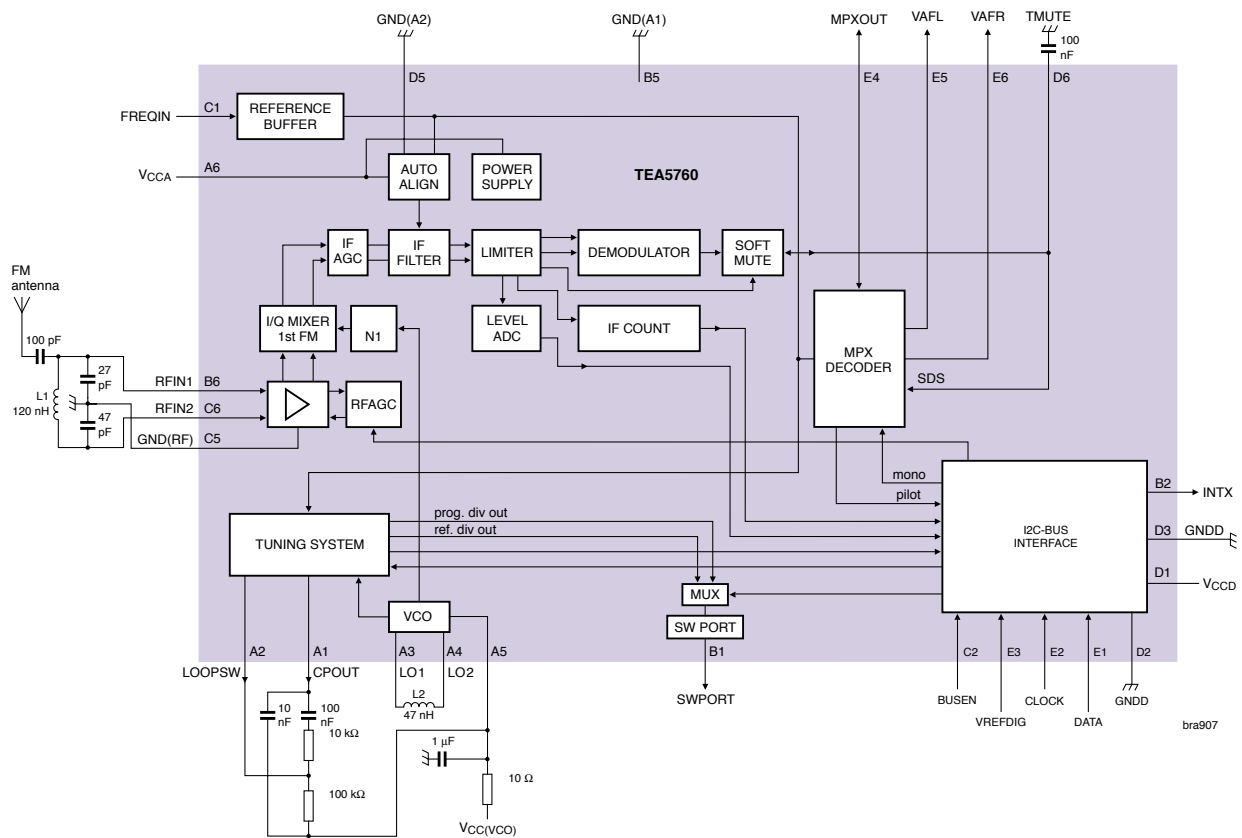 GND(A2)
GND(A1)
MPXOUT
VAFL
VAFR
TMUTE
100
nF
D5
B5
E4
E5
E6
D6
FREQIN
C1
REFERENCE
BUFFER
VCCA
A6
AUTO
ALIGN
POWER
SUPPLY
TEA5760
IF
AGC
IF
FILTER
LIMITER
DEMODULATOR
SOFT
MUTE
FM
antenna
I/Q MIXER
1st FM
N1
LEVEL
ADC
IF COUNT
MPX
DECODER
SDS
100 pF
27
pF
L1
120 nH
47
pF
RFIN1
B6
RFIN2
C6
GND(RF)
C5
RFAGC
mono
pilot
I2C-BUS
INTERFACE
B2
INTX
D3
GNDD
D1
VCCD
prog. div out
ref. div out
TUNING SYSTEM
MUX
SW PORT
VCO
A2
A1
A3
A4
A5
B1
C2
E3
E2
E1
D2
LOOPSW
CPOUT
LO1
LO2
L2
47 nH
SWPORT
BUSEN
VREFDIG
CLOCK
DATA
GNDD
bra907
10
nF
100
nF
10 kΩ
100 kΩ
1 μF
10 Ω
VCC(VCO)